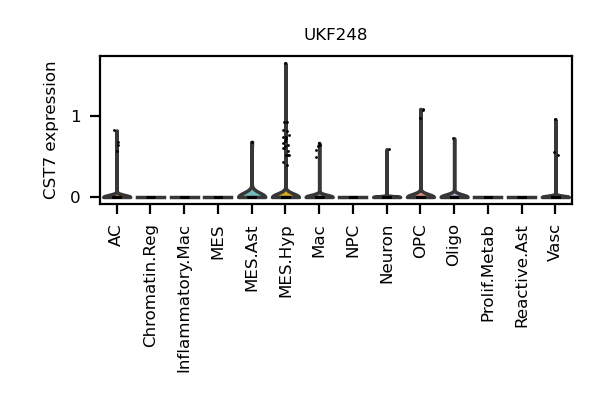 UKF248
CST7 expression
1
0
AC
Chromatin.Reg
Inflammatory.Mac
MES
MES.Ast
MES.Hyp
Mac
NPC
Neuron
OPC
Oligo
Prolif.Metab
Reactive.Ast
Vasc